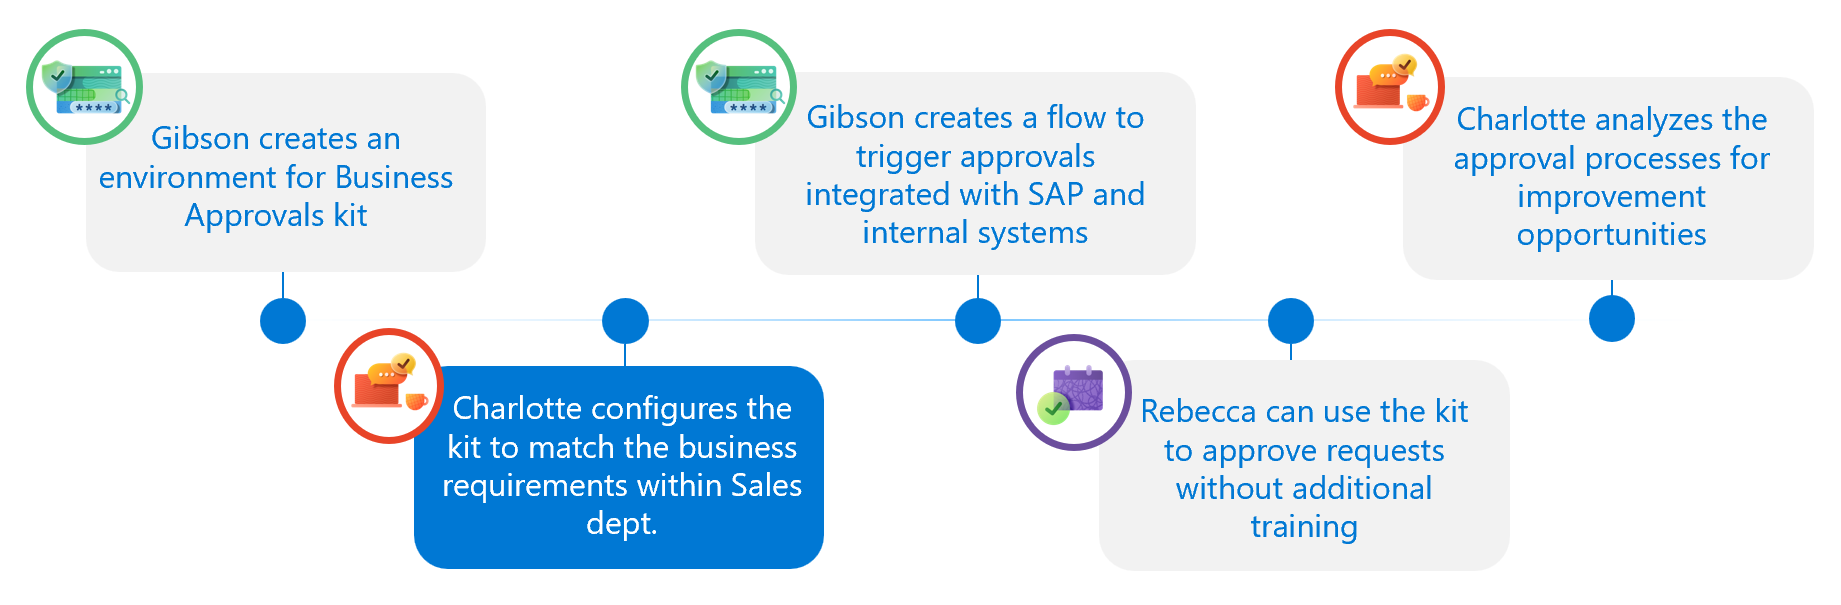 Gibson creates an
environment for Business
Approvals kit
Charlotte configures the
kit to match the business
requirements within Sales
dept.
Gibson creates a flow to
trigger approvals
integrated with SAP and
internal systems
Rebecca can use the kit
to approve requests
without additional
training
Charlotte analyzes the
approval processes for
improvement
opportunities